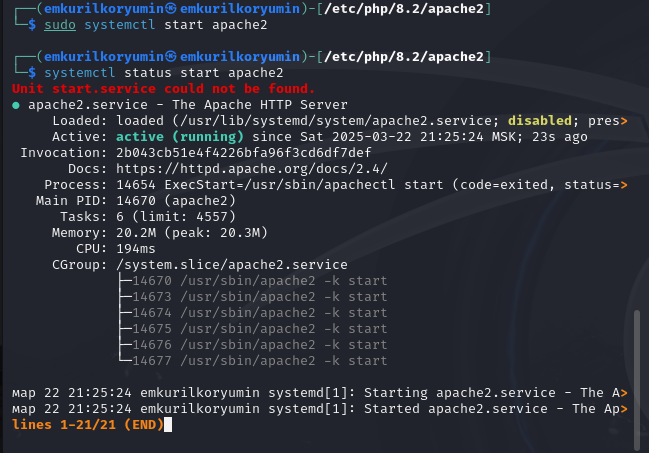 ┌──(emkurilkoryumin㉿emkurilkoryumin)-[/etc/php/8.2/apache2]
└─$ sudo systemctl start apache2
┌──(emkurilkoryumin㉿emkurilkoryumin)-[/etc/php/8.2/apache2]
└─$ systemctl status start apache2
Unit start.service could not be found.
● apache2.service - The Apache HTTP Server
Loaded: loaded (/usr/lib/systemd/system/apache2.service; disabled; pres>
Active: active (running) since Sat 2025-03-22 21:25:24 MSK; 23s ago
Invocation: 2b043cb51e4f4226bfa96f3cd6df7def
Docs: https://httpd.apache.org/docs/2.4/
Process: 14654 ExecStart=/usr/sbin/apachectl start (code=exited, status=>
Main PID: 14670 (apache2)
Tasks: 6 (limit: 4557)
Memory: 20.2M (peak: 20.3M)
CPU: 194ms
CGroup: /system.slice/apache2.service
├─14670 /usr/sbin/apache2 -k start
├─14673 /usr/sbin/apache2 -k start
├─14674 /usr/sbin/apache2 -k start
├─14675 /usr/sbin/apache2 -k start
├─14676 /usr/sbin/apache2 -k start
└─14677 /usr/sbin/apache2 -k start
мар 22 21:25:24 emkurilkoryumin systemd[1]: Starting apache2.service - The A>
мар 22 21:25:24 emkurilkoryumin systemd[1]: Started apache2.service - The Ap>
lines 1-21/21 (END)